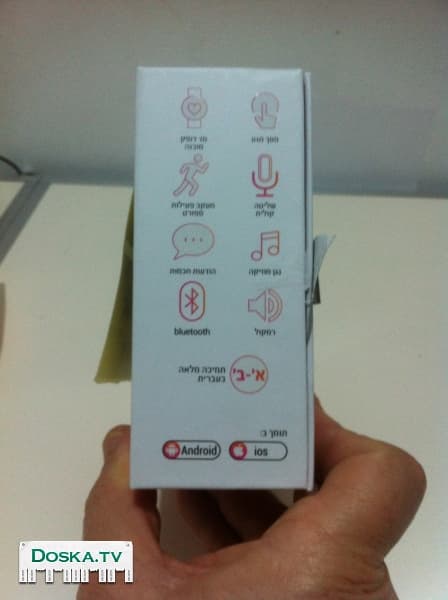 מסך מגע
מד דופק
מובנה
שליטה
קולית
מעקב פעילות
ספורט
נגן מוזיקה
הודעות חכמות
רמקול
bluetooth
א'-ב'
תמיכה מלאה
בעברית
תומך ב:
ios
Android
DOSKA.TV